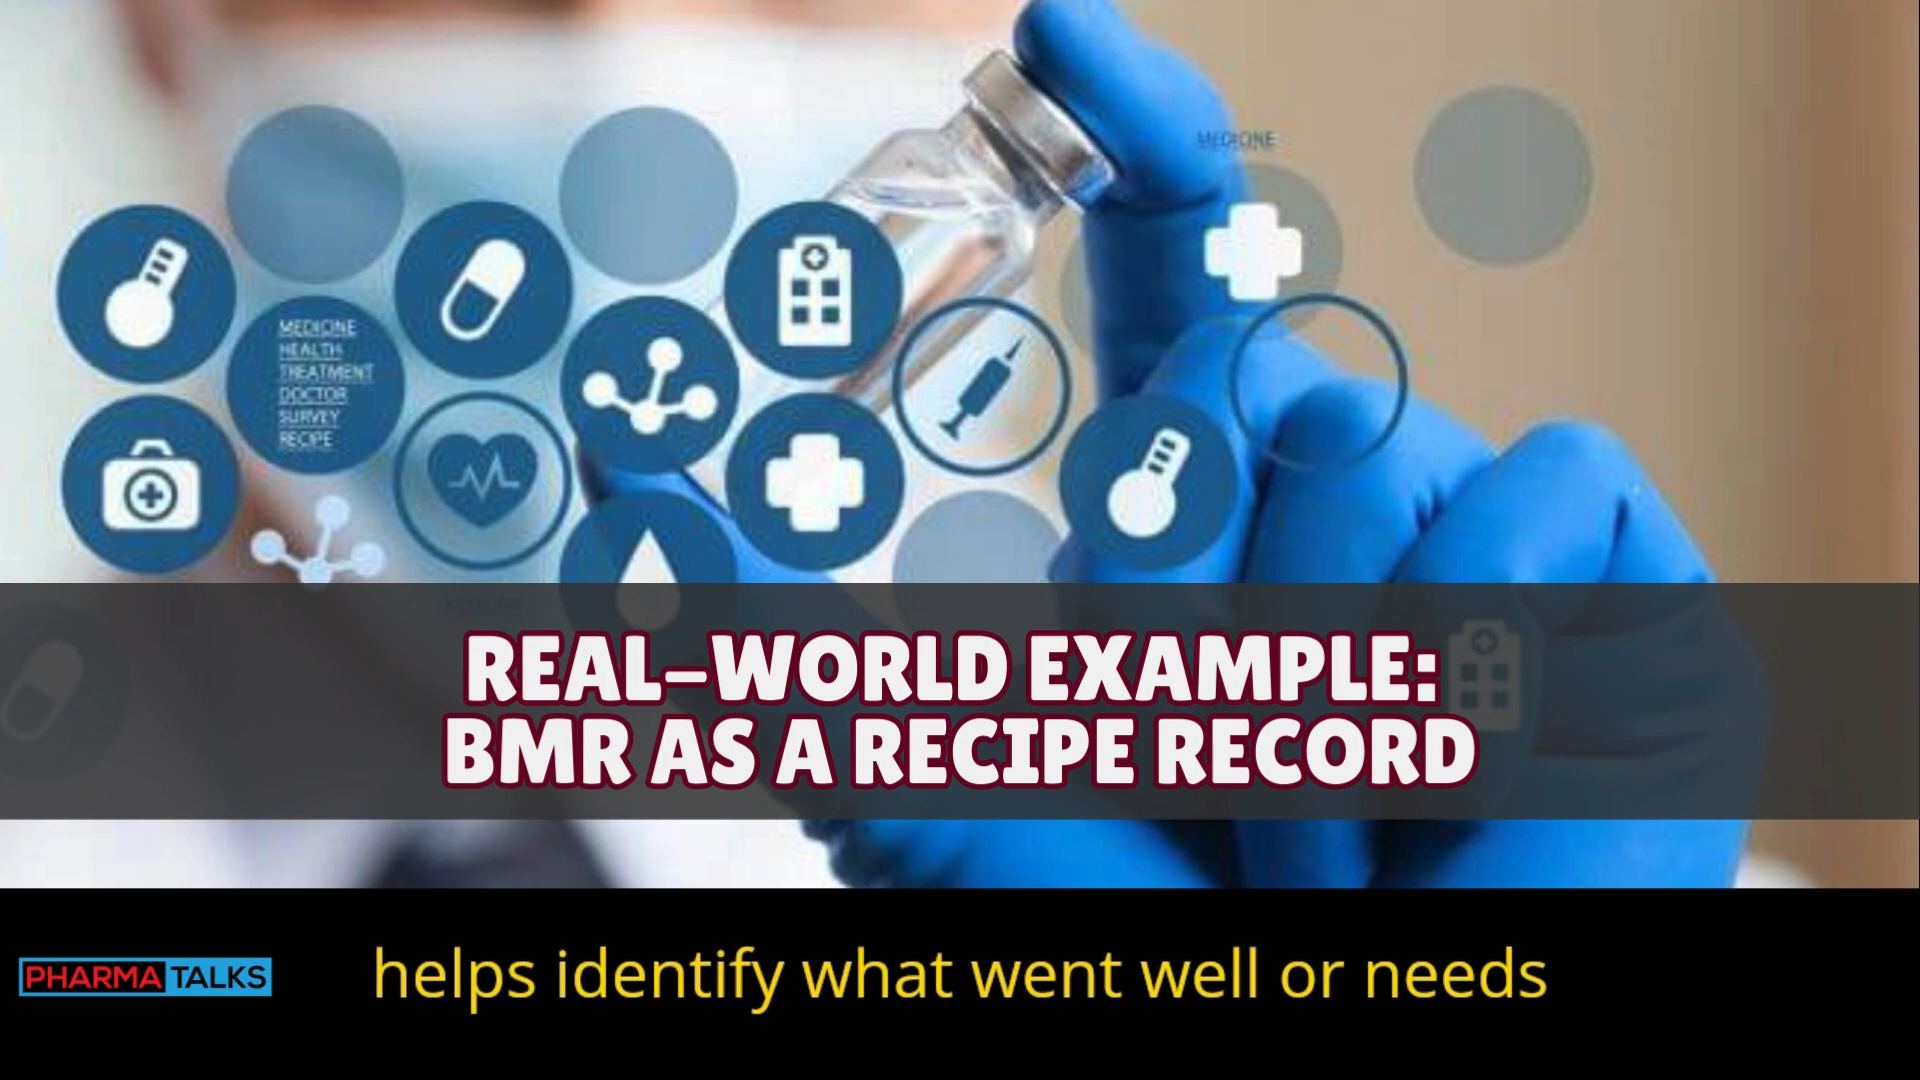 MEDICINE
MEDICINE
HEALTH
TREATMENT
DOCTOR
SURVEY
RECIPE
REAL-WORLD EXAMPLE:
BMR AS A RECIPE RECORD
PHARMA TALKS
helps identify what went well or needs